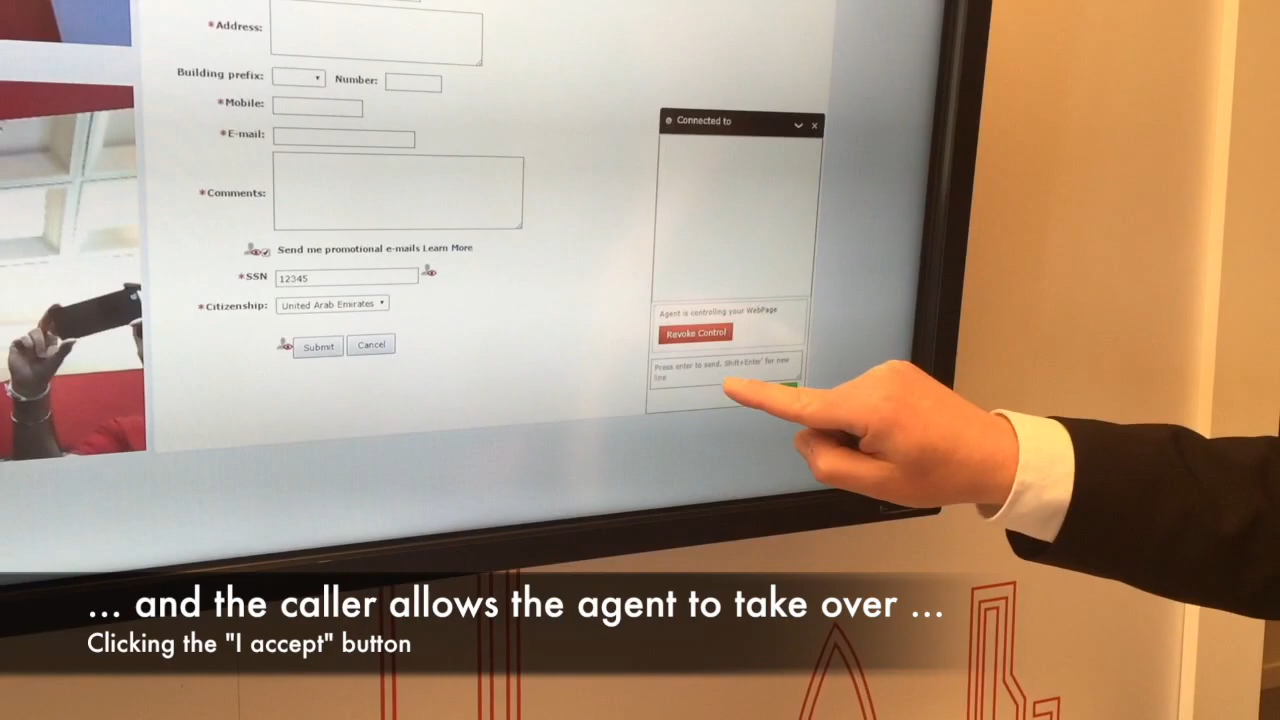 *Address:
Building prefix: Number:
*Mobile:
*E-mail:
*Comments:
Send me promotional e-mails Learn More
*SSN 12345
*Citizenship: United Arab Emirates
Submit Cancel
Connected to
Agent is controlling your WebPage
Revoke Control
Press enter to send. Shift+Enter' for new
line
... and the caller allows the agent to take over ...
Clicking the "I accept" button